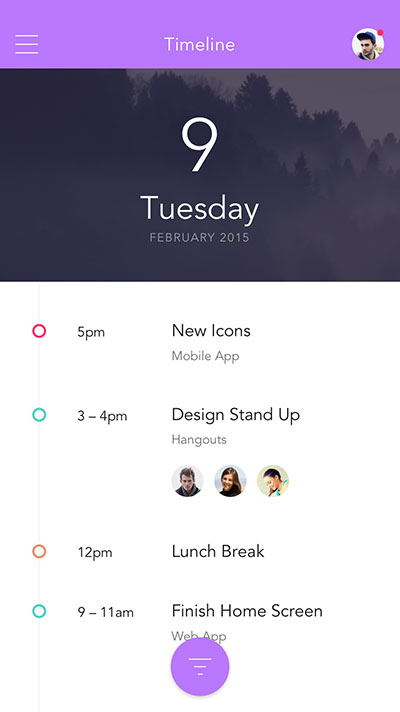 Timeline
9
Tuesday
FEBRUARY 2015
5pm
New Icons
Mobile App
3 – 4pm
Design Stand Up
Hangouts
12pm
Lunch Break
9 – 11am
Finish Home Screen
Web App